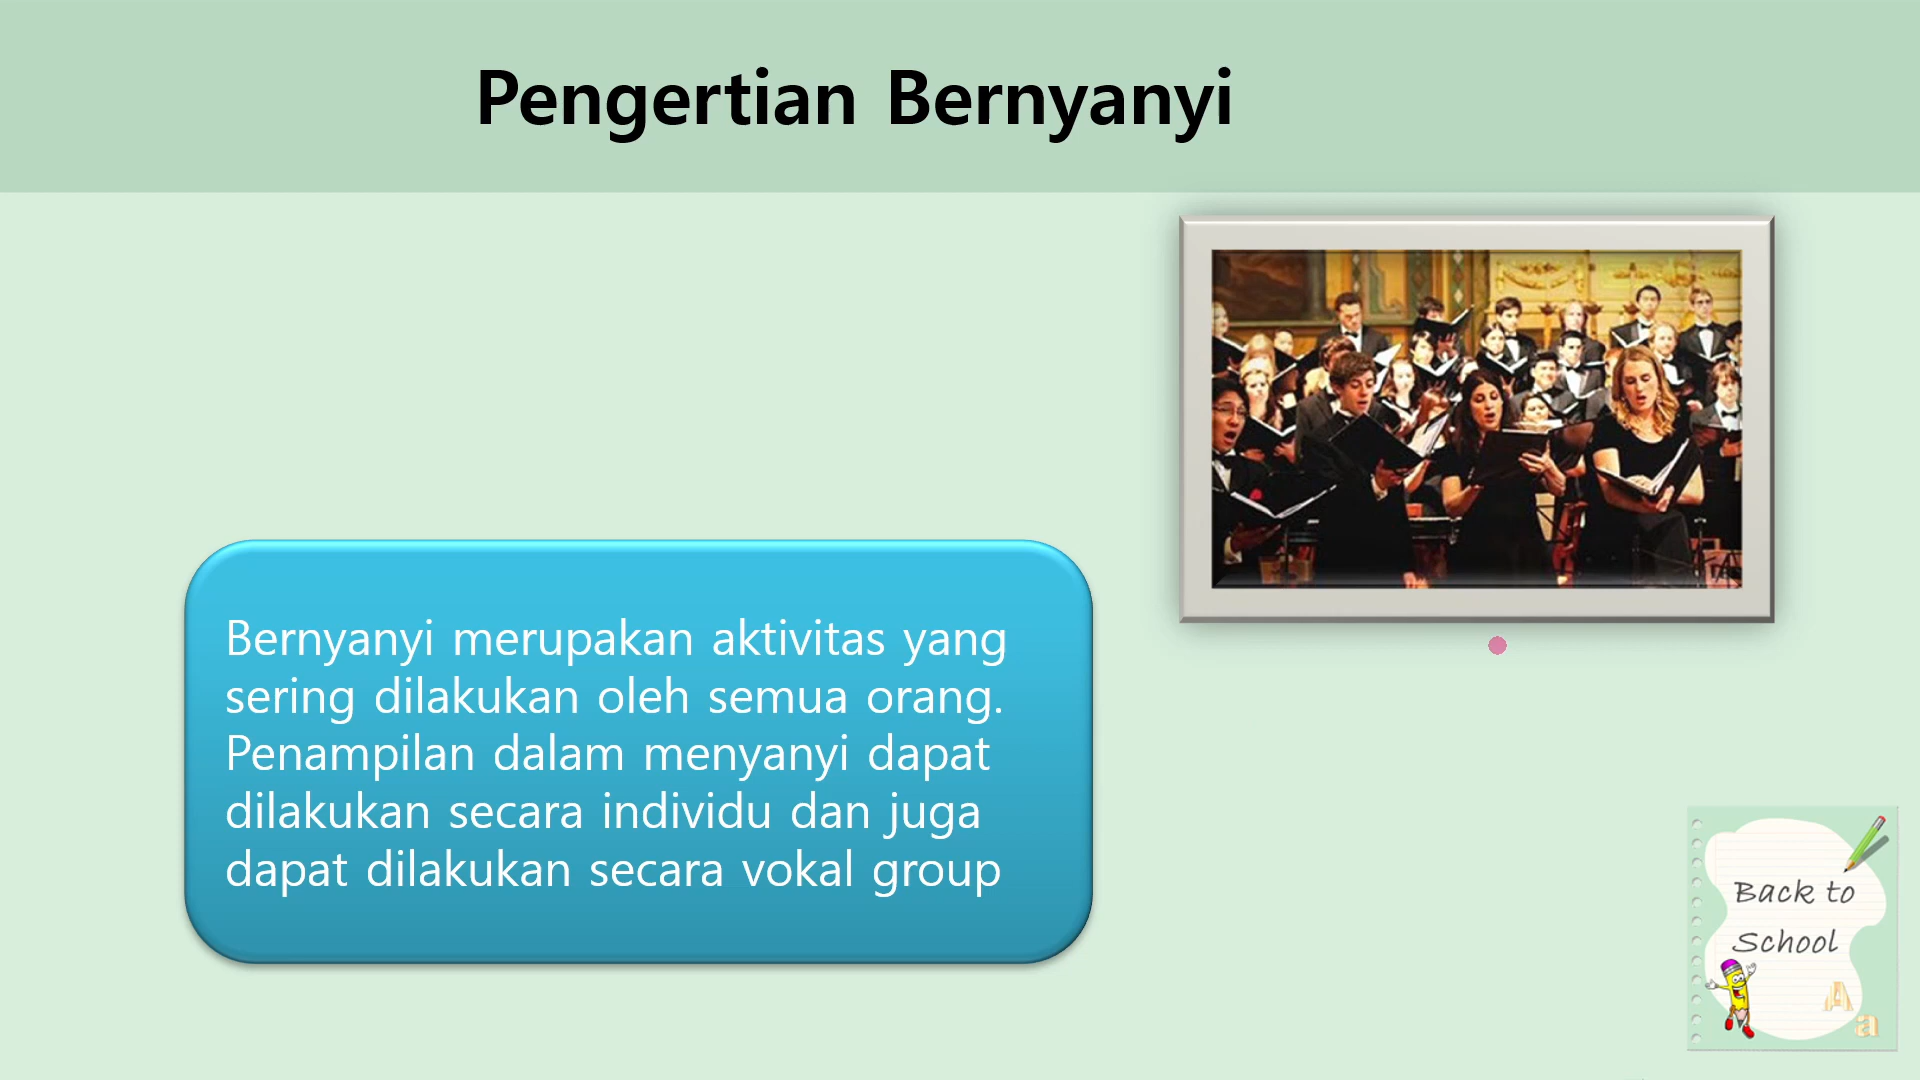 Pengertian Bernyanyi
Bernyanyi merupakan aktivitas yang
sering dilakukan oleh semua orang.
Penampilan dalam menyanyi dapat
dilakukan secara individu dan juga
dapat dilakukan secara vokal group
Back to
School
A
a